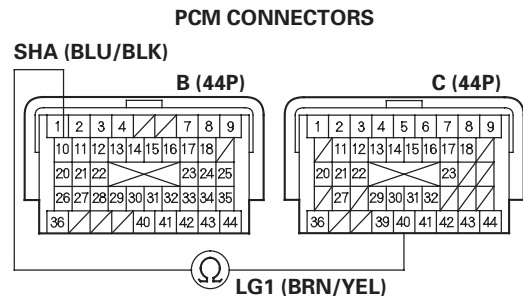 PCM CONNECTORS
SHA (BLU/BLK)
B (44P) C (44P)
1 2 3 4 7 8 9 1 2 3 4 5 6 7 8 9
10 11 12 13 14 15 16 17 18 11 12 13 14 15 16 17 18
20 21 22 23 24 25 20 21 22 23
26 27 28 29 30 31 32 33 34 35 27 29 30 31 32
36 40 41 42 43 44 36 39 40 41 42 43 44
Ω
LG1 (BRN/YEL)